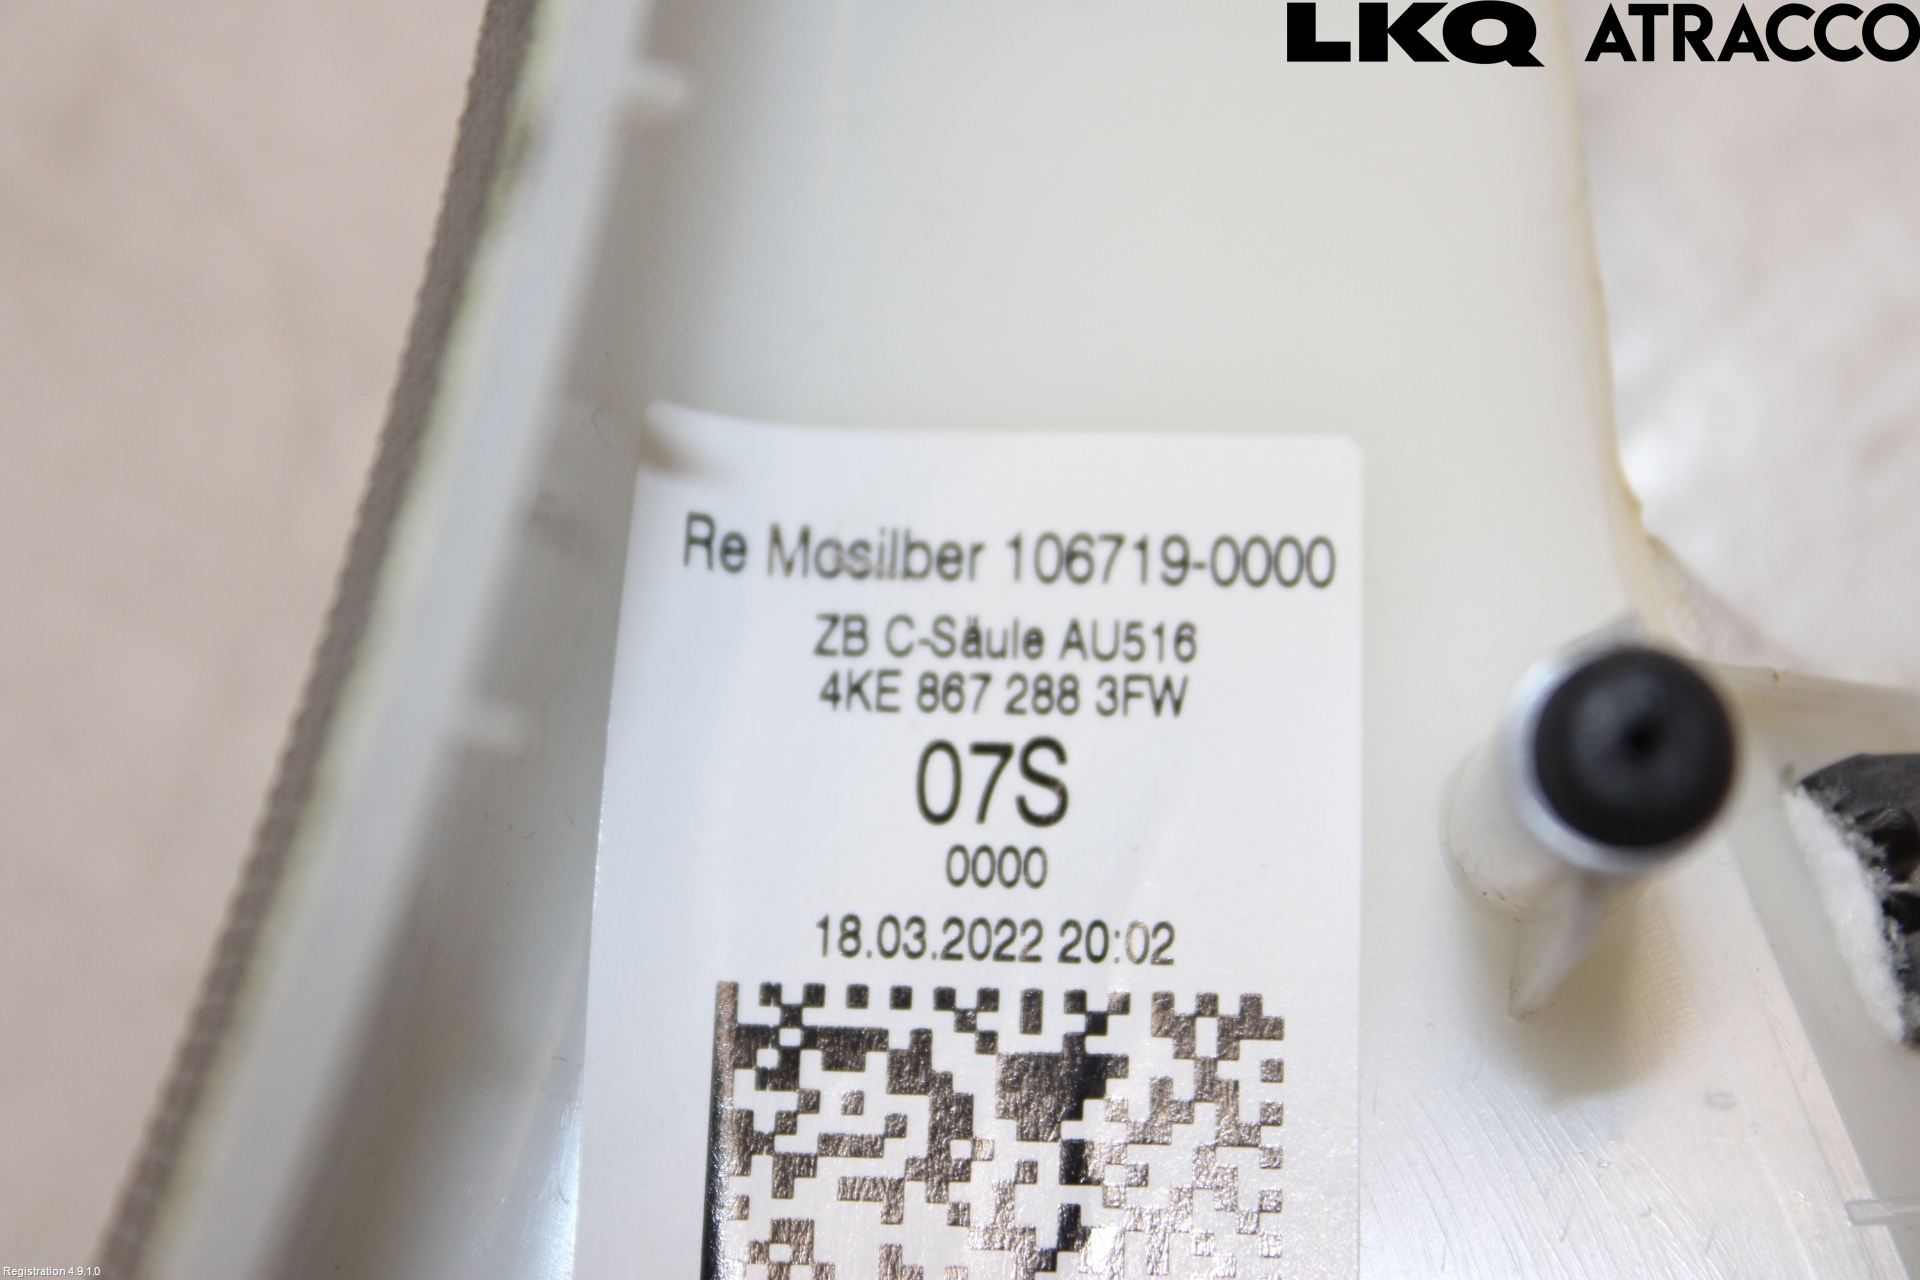 LKQ ATRACCO
Re Mosilber 106719-0000
ZB C-Säule AU516
4KE 867 288 3FW
07S
0000
18.03.2022 20:02
Registration 4.9.1.0